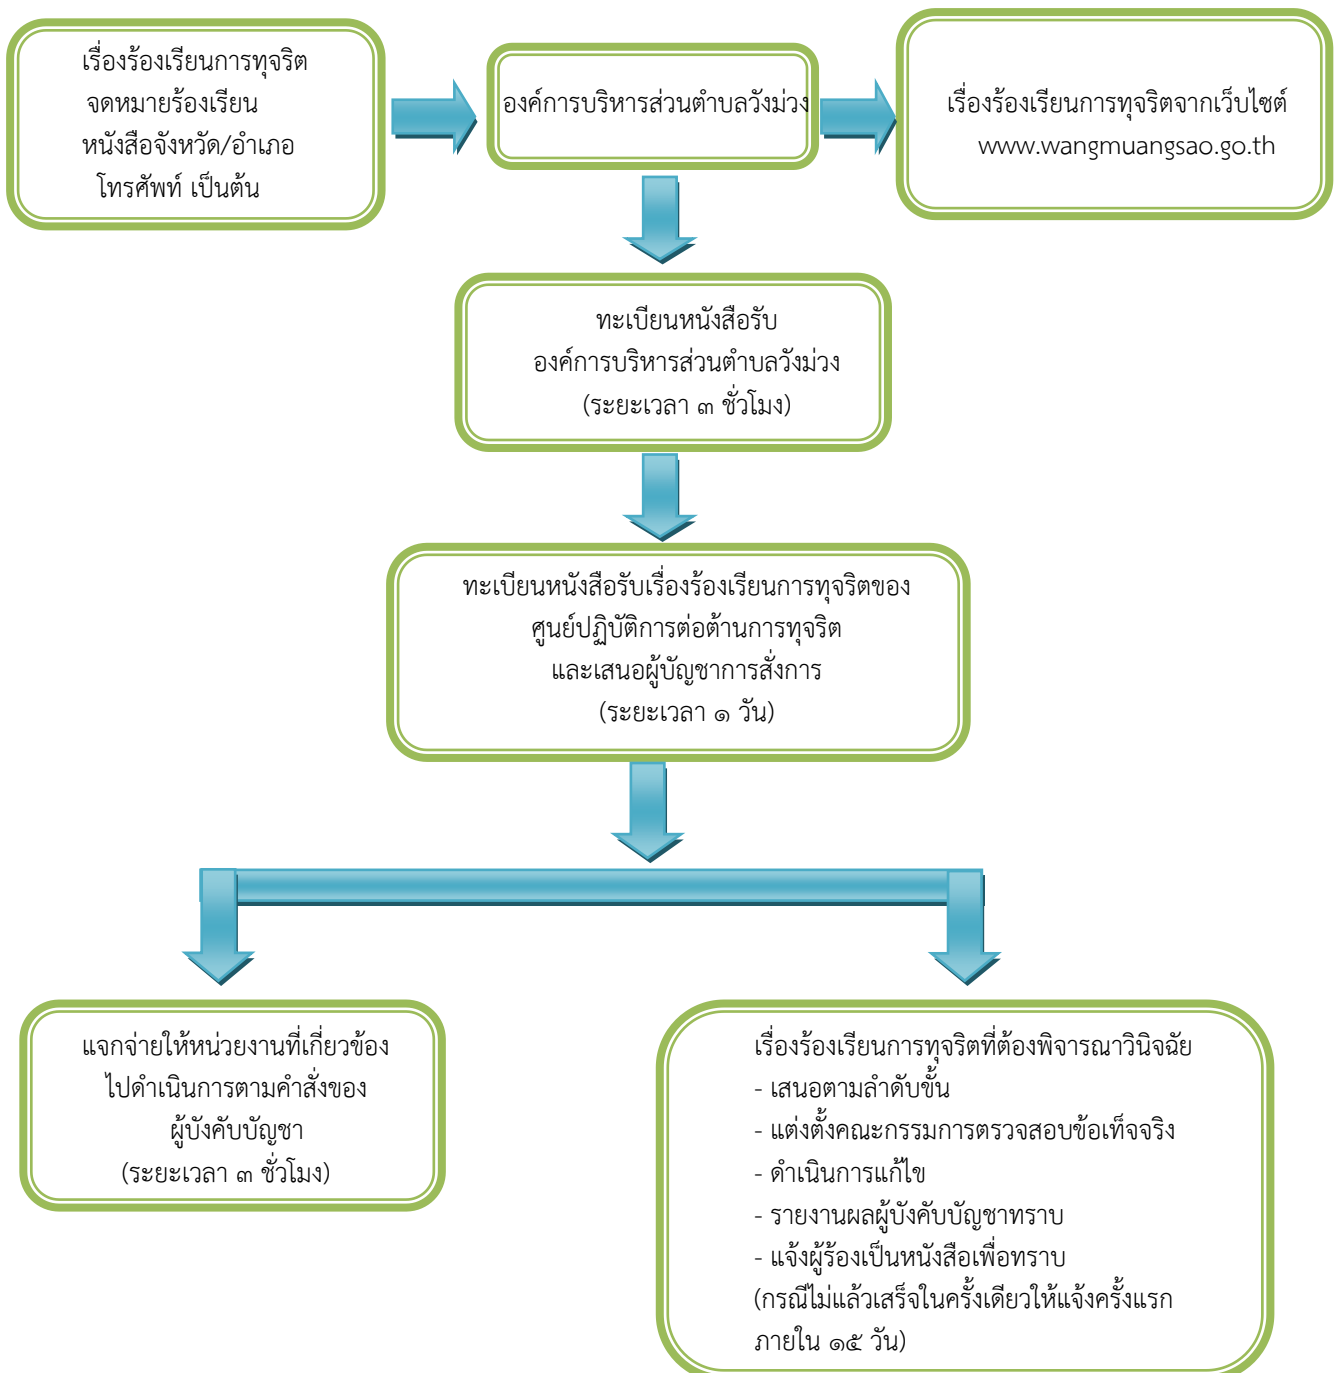 เรื่องร้องเรียนการทุจริต
จดหมายร้องเรียน
หนังสือจังหวัด/อำเภอ
โทรศัพท์ เป็นต้น
องค์การบริหารส่วนตำบลวังม่วง
เรื่องร้องเรียนการทุจริตจากเว็บไซต์
www.wangmuangsao.go.th
ทะเบียนหนังสือรับ
องค์การบริหารส่วนตำบลวังม่วง
(ระยะเวลา ๓ ชั่วโมง)
ทะเบียนหนังสือรับเรื่องร้องเรียนการทุจริตของ
ศูนย์ปฏิบัติการต่อต้านการทุจริต
และเสนอผู้บัญชาการสั่งการ
(ระยะเวลา ๑ วัน)
แจกจ่ายให้หน่วยงานที่เกี่ยวข้อง
ไปดำเนินการตามคำสั่งของ
ผู้บังคับบัญชา
(ระยะเวลา ๓ ชั่วโมง)
เรื่องร้องเรียนการทุจริตที่ต้องพิจารณาวินิจฉัย
- เสนอตามลำดับขั้น
- แต่งตั้งคณะกรรมการตรวจสอบข้อเท็จจริง
- ดำเนินการแก้ไข
- รายงานผลผู้บังคับบัญชาทราบ
- แจ้งผู้ร้องเป็นหนังสือเพื่อทราบ
(กรณีไม่แล้วเสร็จในครั้งเดียวให้แจ้งครั้งแรก
ภายใน ๑๕ วัน)